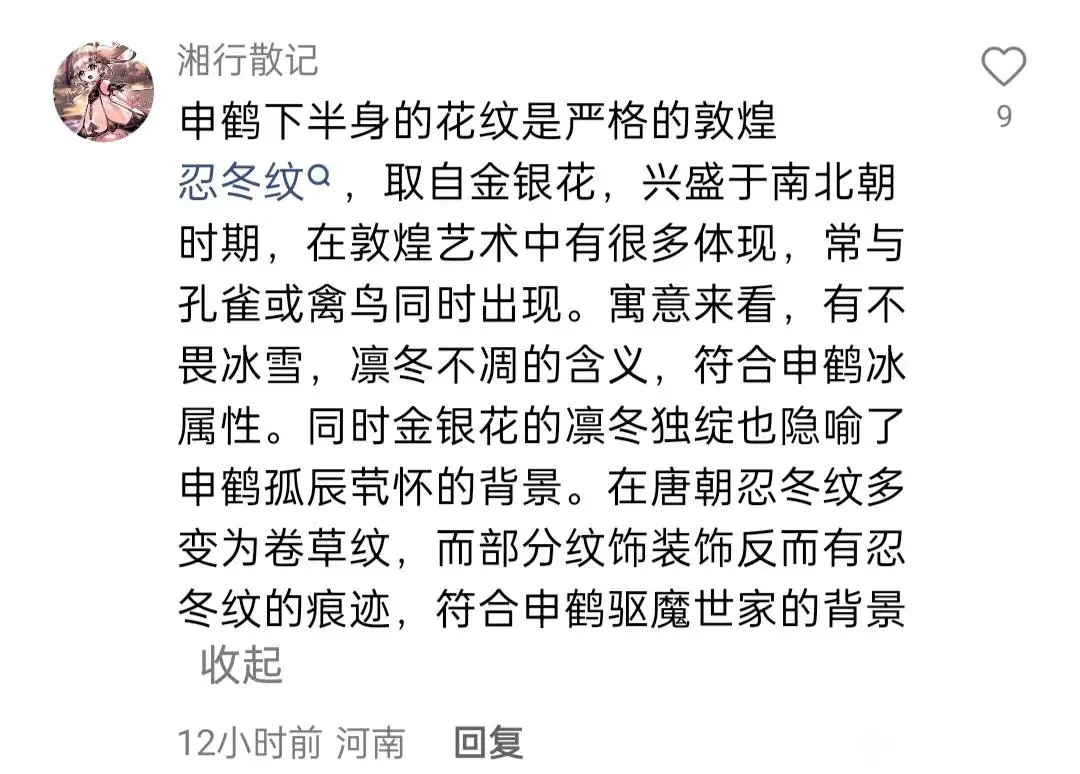 湘行散记
申鹤下半身的花纹是严格的敦煌
忍冬纹，取自金银花，兴盛于南北朝
时期，在敦煌艺术中有很多体现，常与
孔雀或禽鸟同时出现。寓意来看，有不
畏冰雪，凛冬不凋的含义，符合申鹤冰
属性。同时金银花的凛冬独绽也隐喻了
申鹤孤辰茕怀的背景。在唐朝忍冬纹多
变为卷草纹，而部分纹饰装饰反而有忍
冬纹的痕迹，符合申鹤驱魔世家的背景
收起
12小时前 河南 回复
9